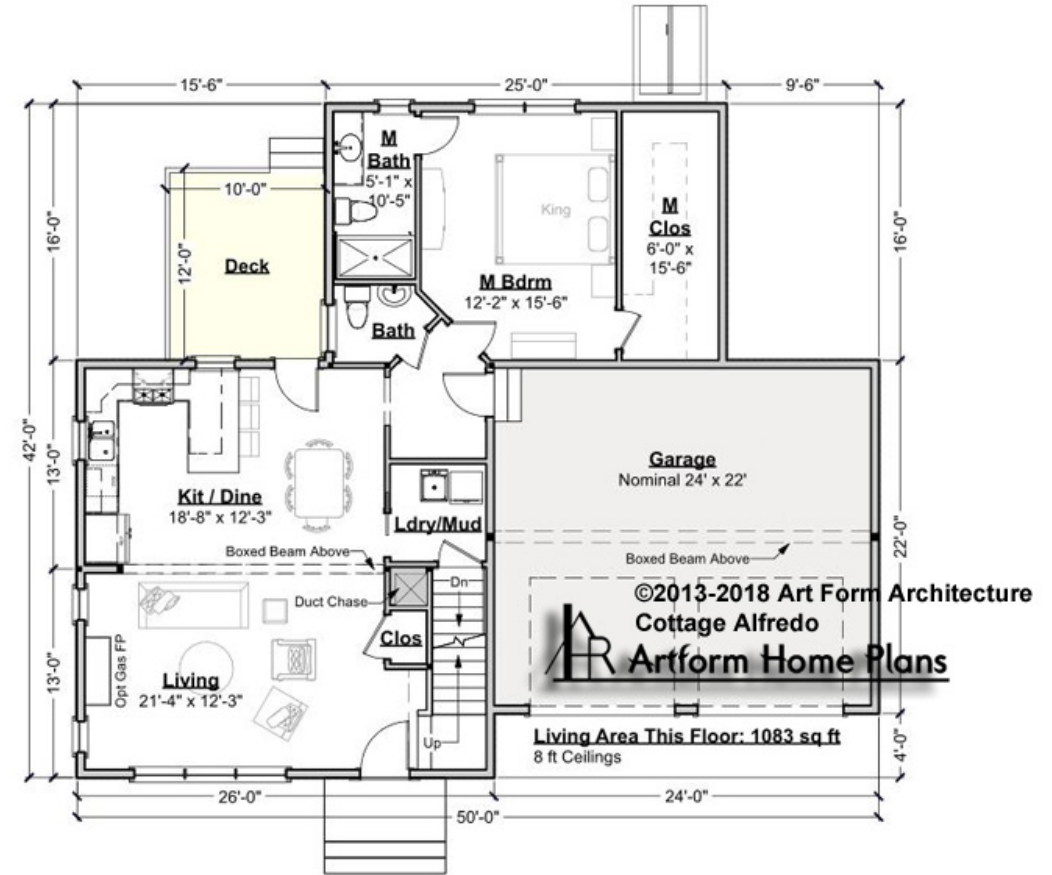 15'-6"
25'-0"
9'-6"
M
Bath
5'-1" x
10'-5"
10'-0"
King
M
Clos
6'-0" x
15'-6"
16'-0"
12'-0"
Deck
16'-0"
M Bdrm
12'-2" x 15'-6"
Bath
42'-0"
13'-0"
Garage
Nominal 24' x 22'
Kit / Dine
18'-8" x 12'-3"
Ldry/Mud
22'-0"
Boxed Beam Above
Boxed Beam Above
Dn
Duct Chase
©2013-2018 Art Form Architecture
Cottage Alfredo
Clos
Artform Home Plans
13'-0"
Opt Gas FP
Living
21'-4" x 12'-3"
Up
Living Area This Floor: 1083 sq ft
8 ft Ceilings
4'-0"
26'-0"
24'-0"
50'-0"